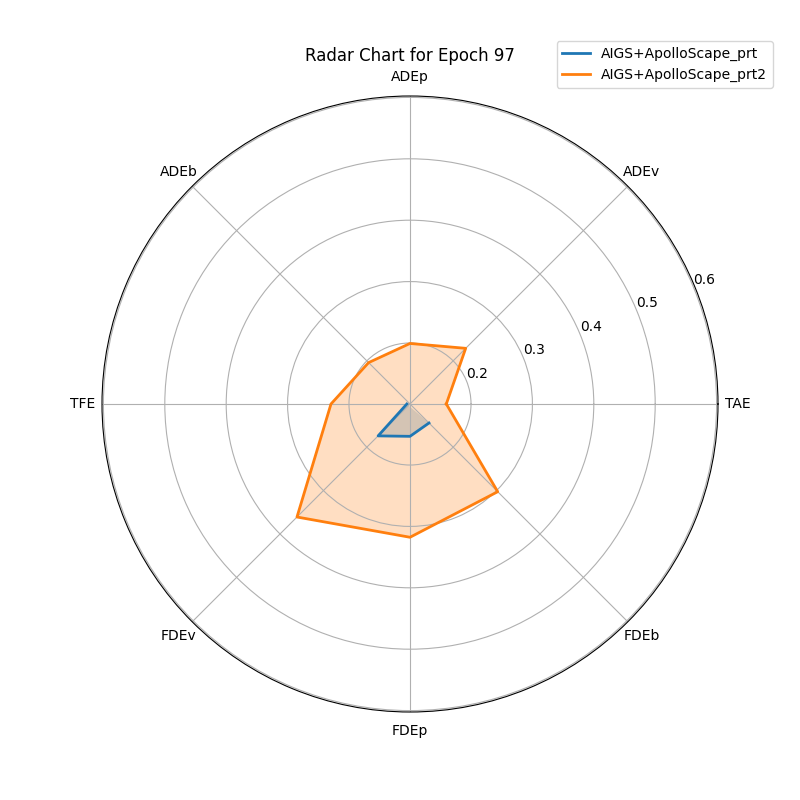 Radar Chart for Epoch 97
AIGS+ApolloScape_prt
AIGS+ApolloScape_prt2
ADEp
ADEb
ADEv
0.6
0.5
0.4
0.3
0.2
TFE
TAE
FDEv
FDEb
FDEp